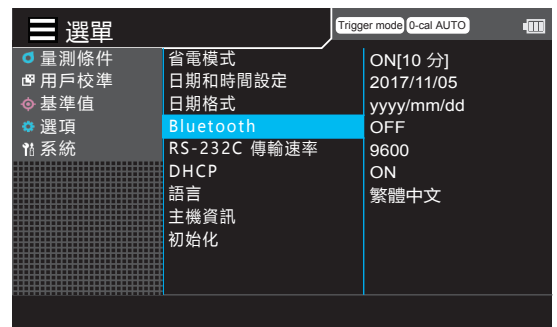 選單
Trigger mode 0-cal AUTO
量測條件
用戶校準
基準值
選項
系統
省電模式 ON[10 分]
日期和時間設定 2017/11/05
日期格式 yyyy/mm/dd
Bluetooth OFF
RS-232C 傳輸速率 9600
DHCP ON
語言 繁體中文
主機資訊
初始化